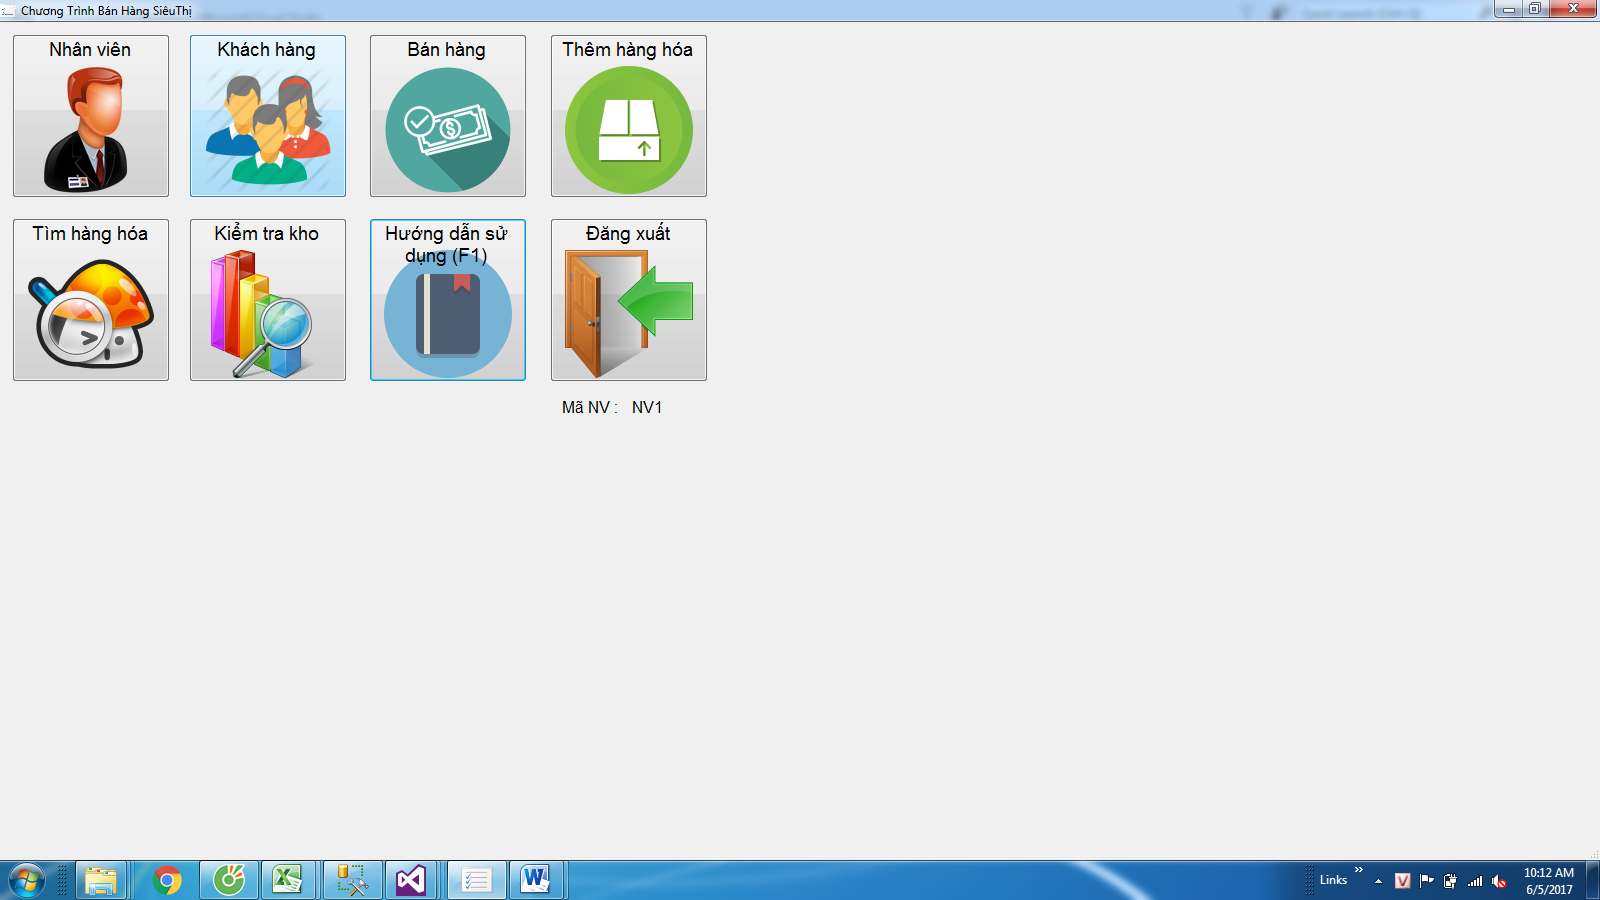 Chương Trình Bán Hàng SiêuThị
Nhân viên
Khách hàng
Bán hàng
Thêm hàng hóa
Tìm hàng hóa
Kiểm tra kho
Hướng dẫn sử
dụng (F1)
Đăng xuất
Mã NV : NV1
Links
10:12 AM
6/5/2017